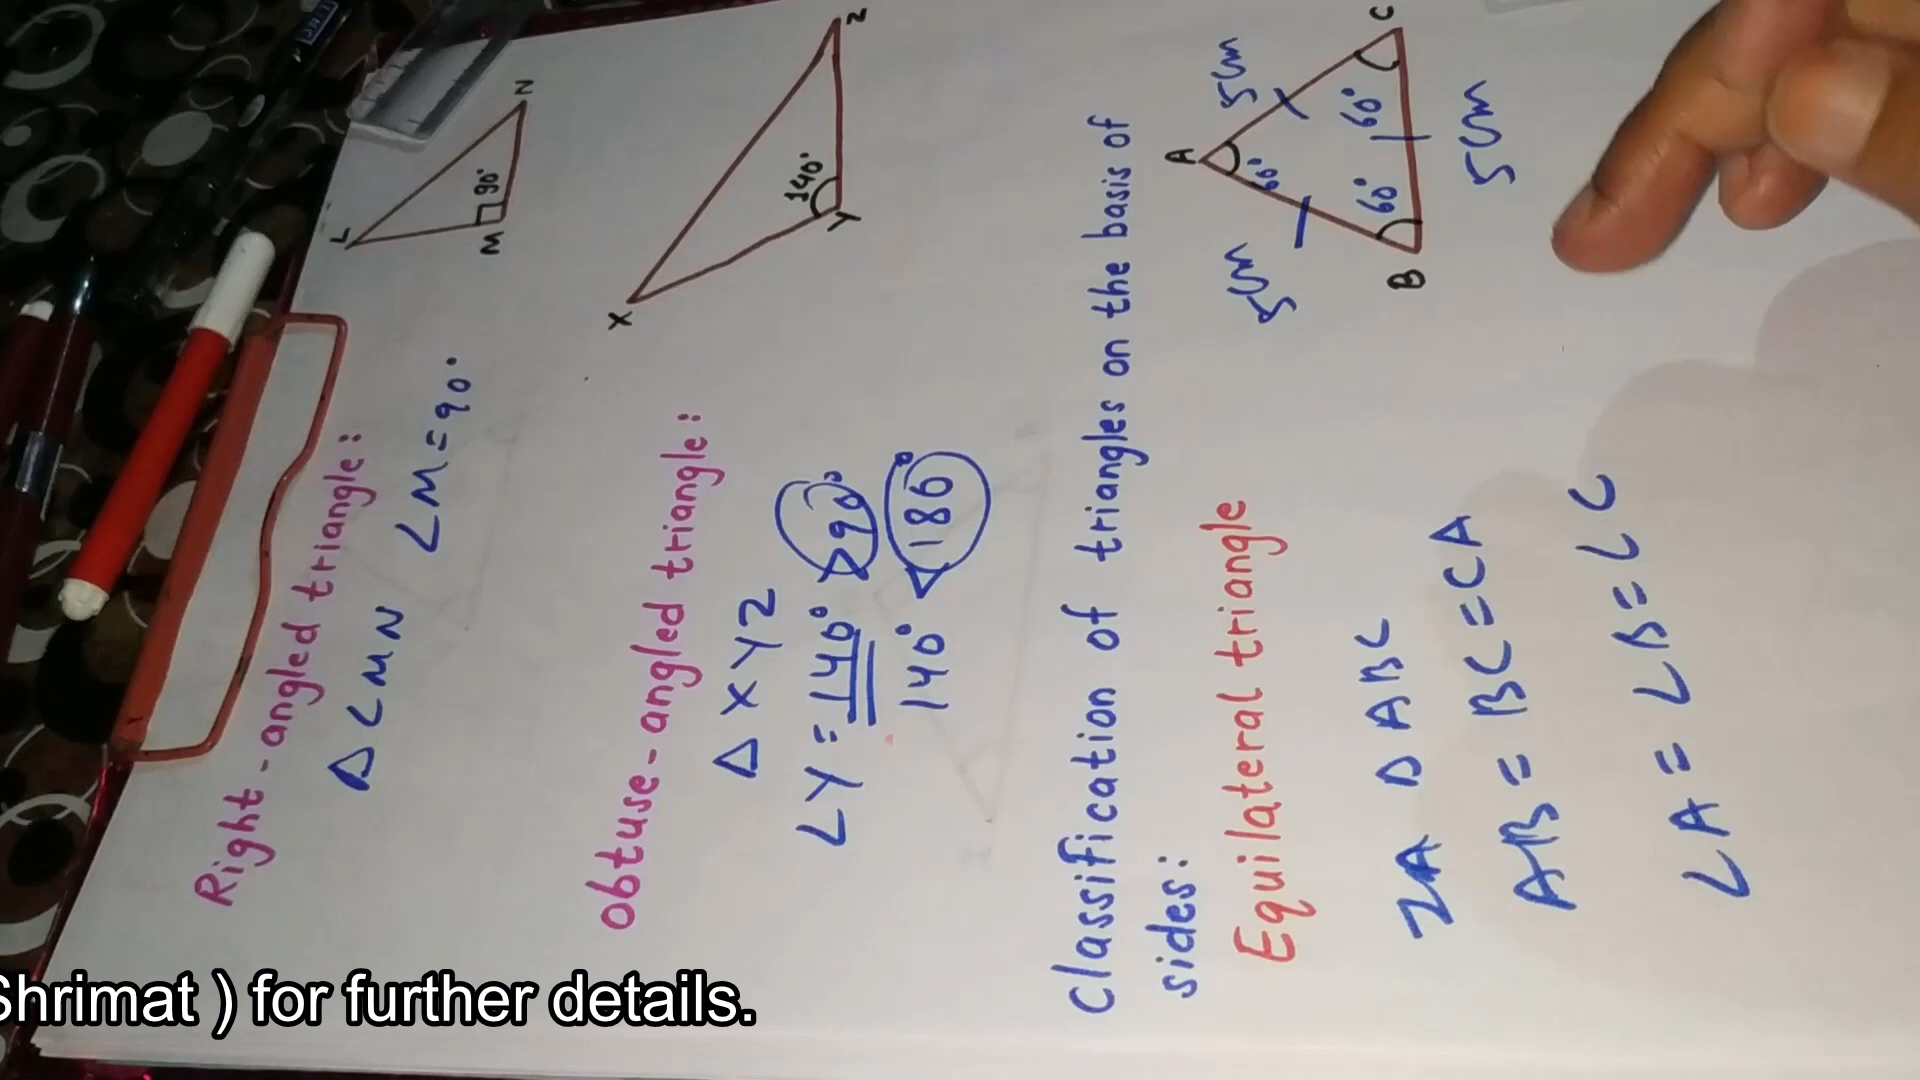 Right-angled triangle:
Δ LMN ∠M = 90°
L
M
N
90°
Obtuse-angled triangle:
Δ XYZ
∠Y = 140° > 90°
140° < 180°
X
Y
Z
140°
Classification of triangles on the basis of
sides:
Equilateral triangle
Δ ABC
AB = BC = CA
∠A = ∠B = ∠C
A
B
C
60°
60°
60°
5cm
5cm
5cm
Shrimat ) for further details.